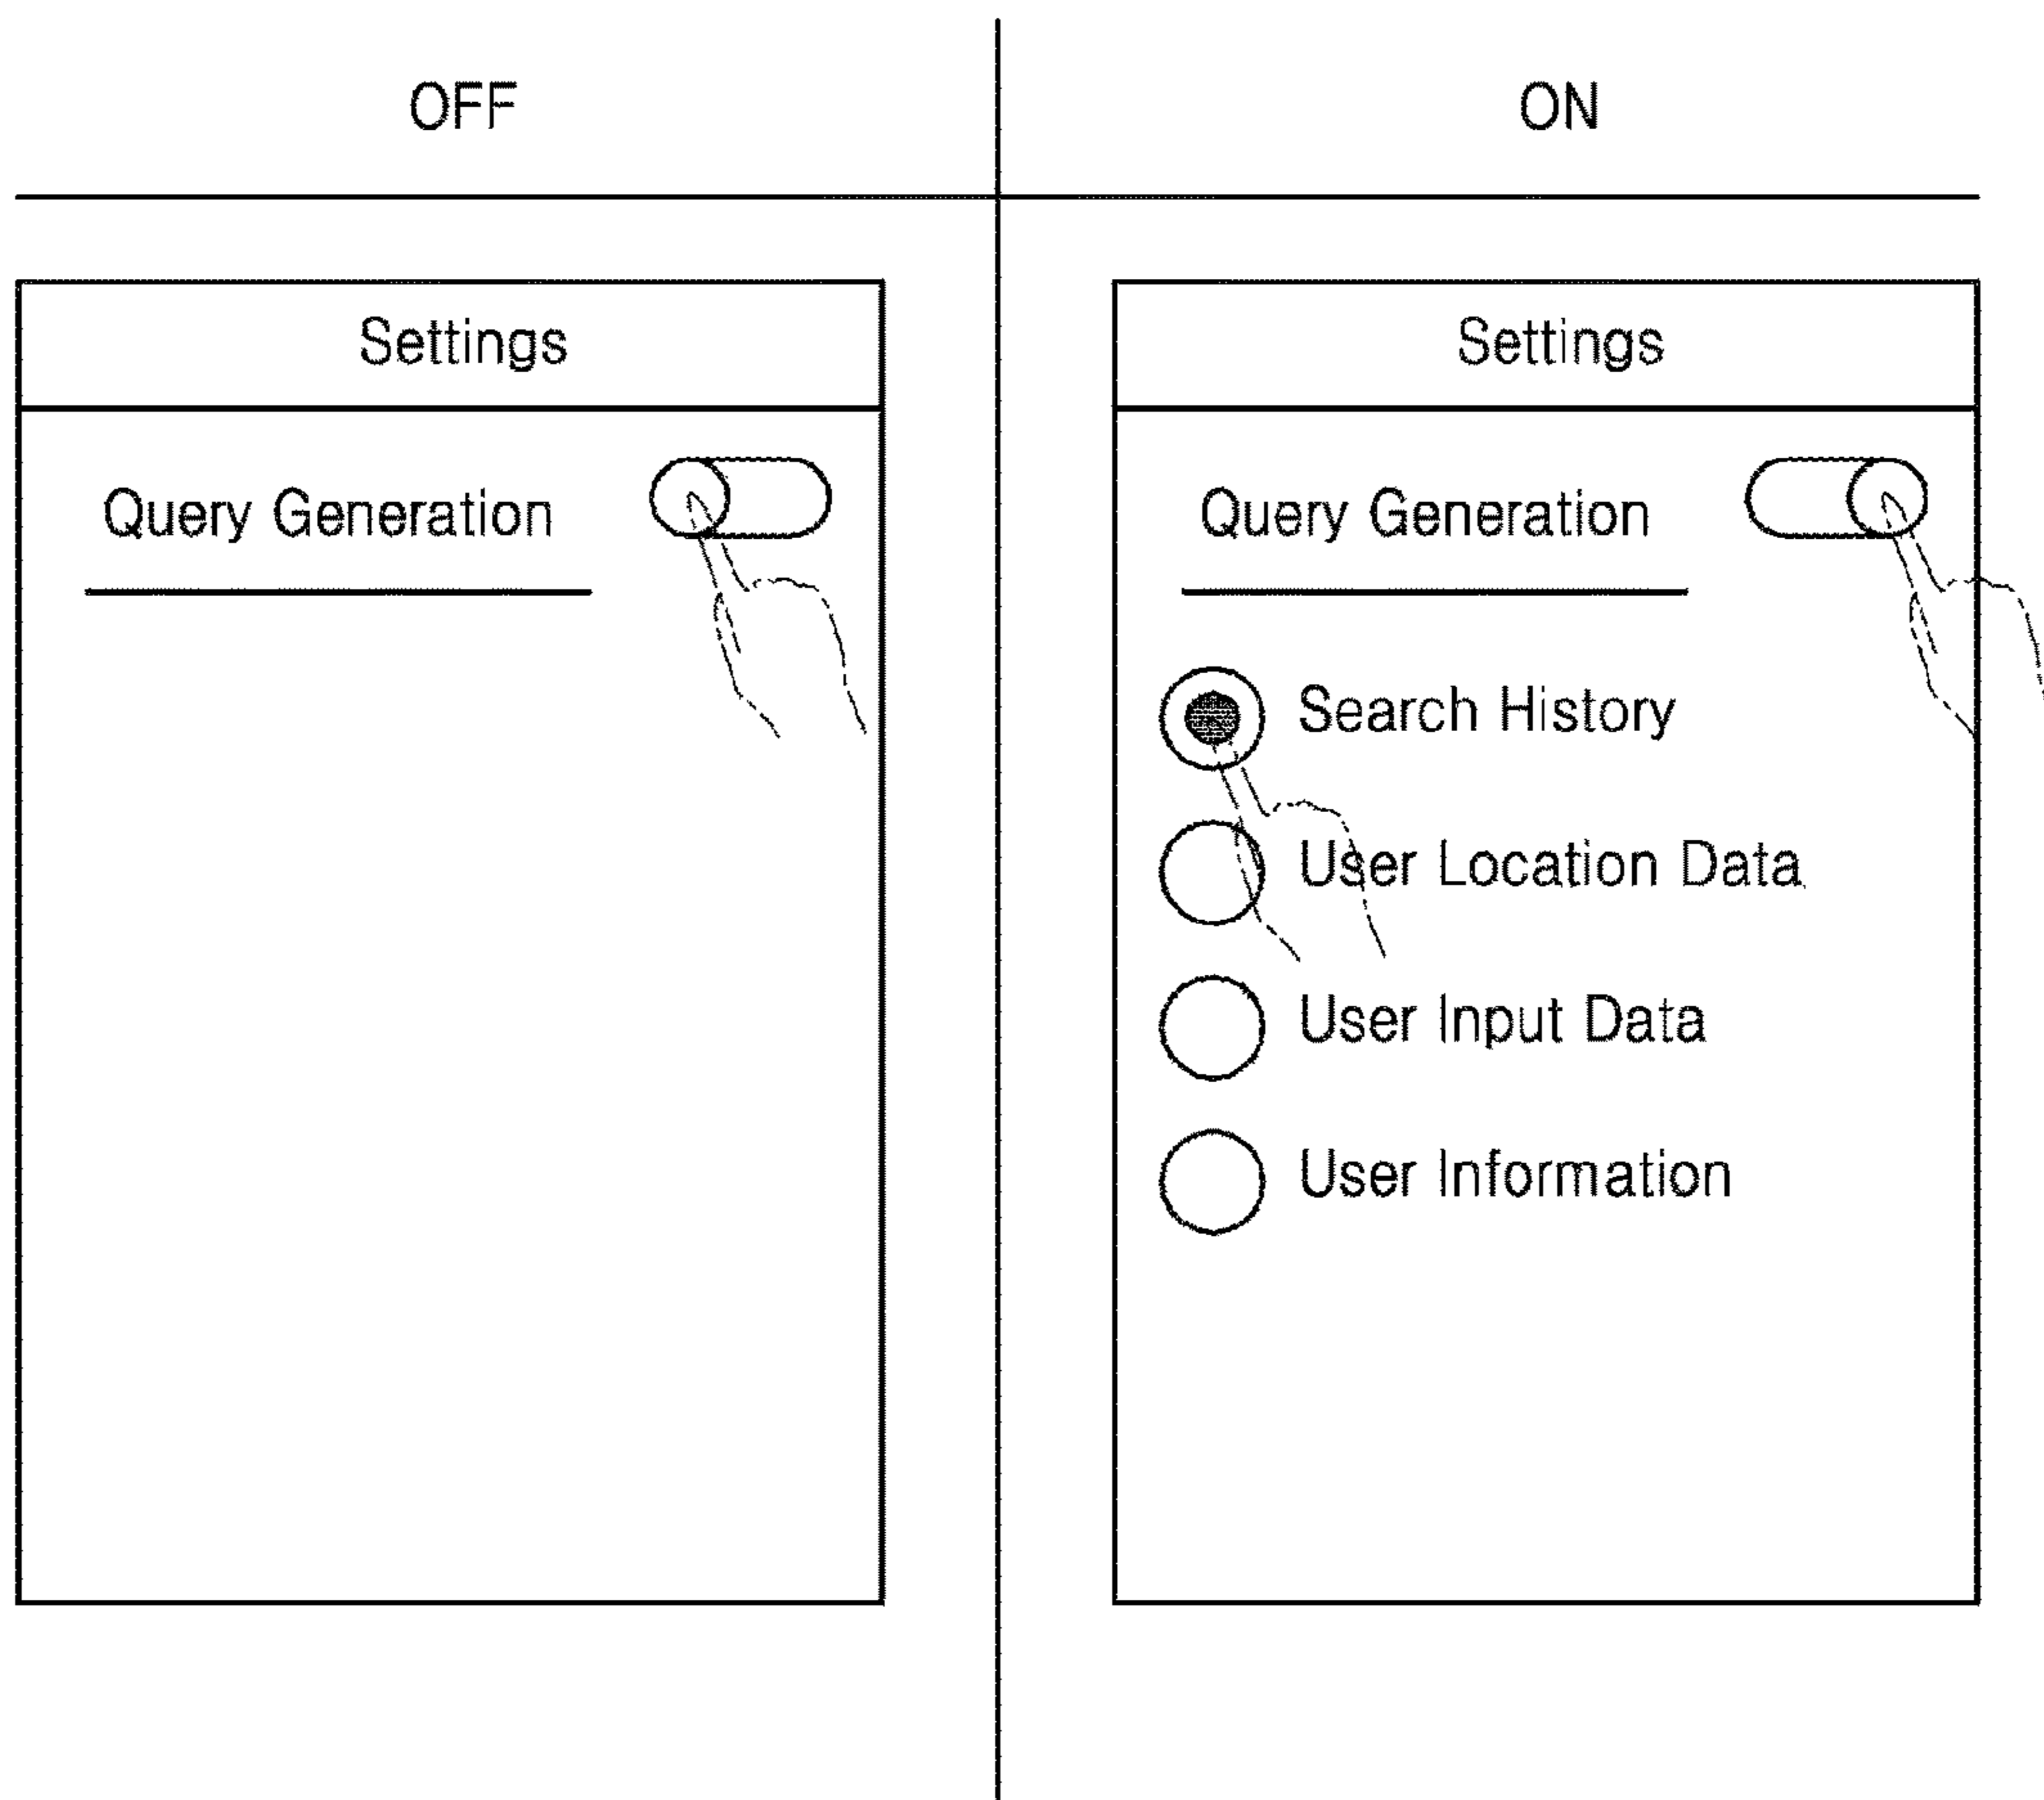 OFF
ON
Settings
Query Generation
Settings
Query Generation
Search History
User Location Data
User Input Data
User Information